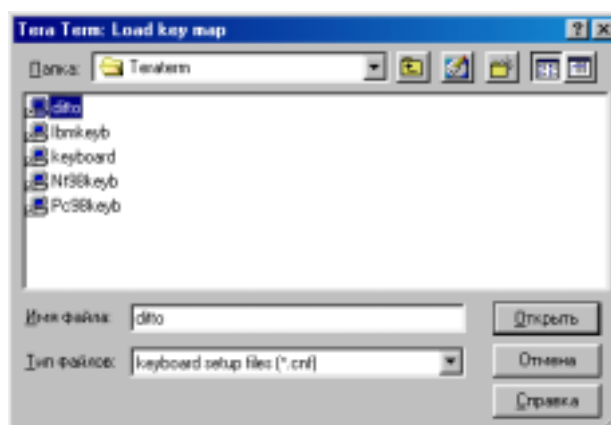 Tera Term: Load key map
Папка: Teraterm
ditto
Ibmkeyb
keyboard
Nt98keyb
Pc98keyb
Имя файла: ditto
Открыть
Тип файлов: keyboard setup files (*.cnf)
Отмена
Справка